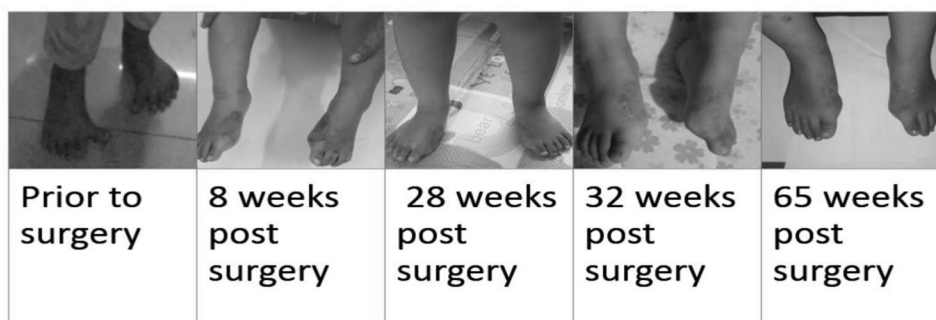 Prior to
surgery
8 weeks
post
surgery
28 weeks
post
surgery
32 weeks
post
surgery
65 weeks
post
surgery
bear